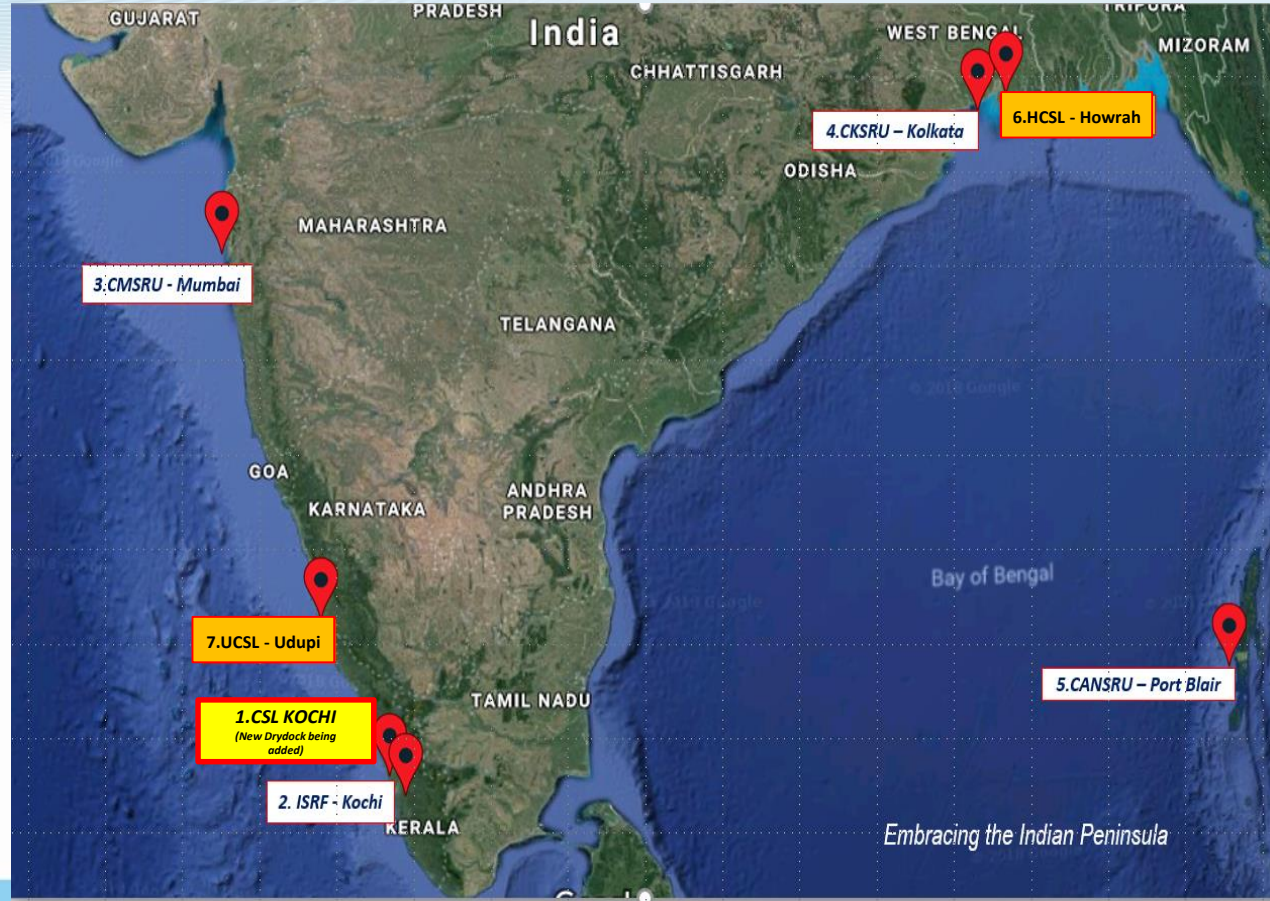 GUJARAT
PRADESH
India
WEST BENGAL
TRIPURA
MIZORAM
CHHATTISGARH
4.CKSRU – Kolkata
6.HCSL - Howrah
ODISHA
MAHARASHTRA
3.CMSRU - Mumbai
TELANGANA
© 2018 Google
GOA
KARNATAKA
ANDHRA
PRADESH
Bay of Bengal
7.UCSL - Udupi
5.CANSRU – Port Blair
TAMIL NADU
1.CSL KOCHI
(New Drydock being
added)
2. ISRF - Kochi
KERALA
Embracing the Indian Peninsula